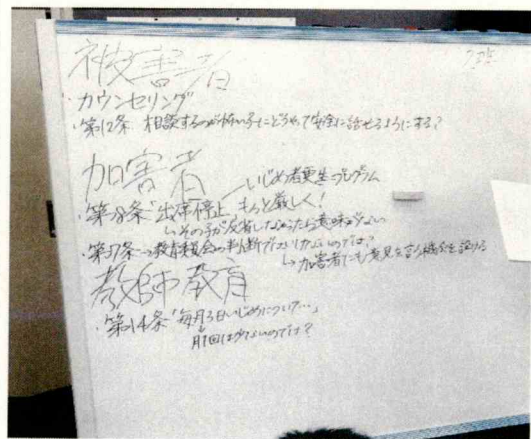 7班
被害者
・カウンセリング
・第12条 相談するのが怖い子にどうやって安全に話せるようにする?
加害者
いじめ者更生プログラム
・第28条 出席停止 もっと厳しく!
↳その子が反省しなかったら意味がない
・第37条→教育委員会の判断でよいのでは?
↳加害者にも意見を言う機会を設ける
教師教育
・第14条「毎月3日いじめについて…」
月1回は少ないのでは?